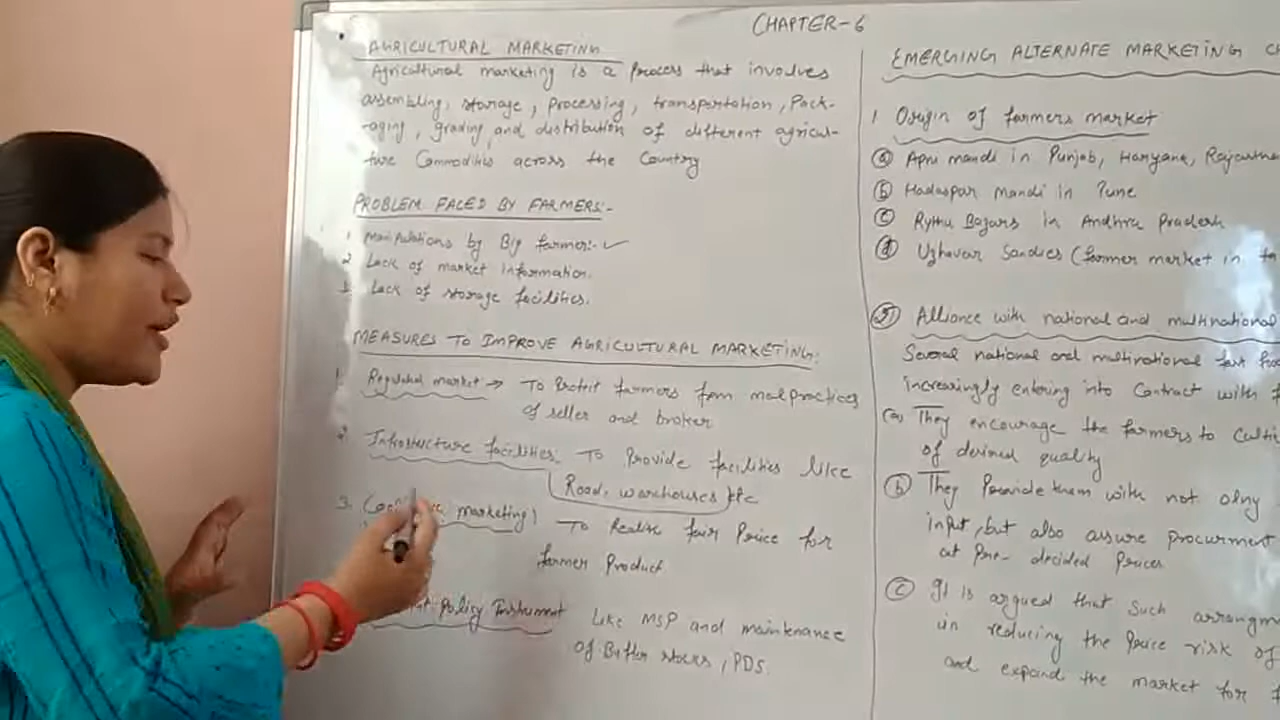 CHAPTER-6
AGRICULTURAL MARKETING
Agricultural marketing is a process that involves
assembling, storage, processing, transportation, Pack-
-aging, grading and distribution of different agricul-
ture Commodities across the Country
PROBLEM FACED BY FARMERS:-
1 Manipulations by Big farmer:-
2 Lack of market information.
3. Lack of storage facilities.
MEASURES TO IMPROVE AGRICULTURAL MARKETING:
1. Regulated market → To Protect farmers from malpractices
of seller and broker
2. Infrastructure facilities: To Provide facilities like
Road, warehouses etc
3. marketing) To Realise fair Price for
farmer Product
Policy Instrument Like MSP and maintenance
of Buffer stocks, PDS.
EMERGING ALTERNATE MARKETING
1 Origin of farmers market
(a) Apni mandi in Punjab, Haryana,
(b) Hadaspar mandi in Pune
(c) Rythu Bazars in Andhra Pradesh
(d) Uzhavar Sandies (farmer market in
Alliance with national and multinational
Several national and multinational fast
increasingly entering into Contract with
(a) They encourage the farmers to
of desired quality
(b) They Provide them with not olny
input, but also assure procurment
at Pre- decided Prices
(c) It is argued that such
in reducing the price risk of
and expand the market for